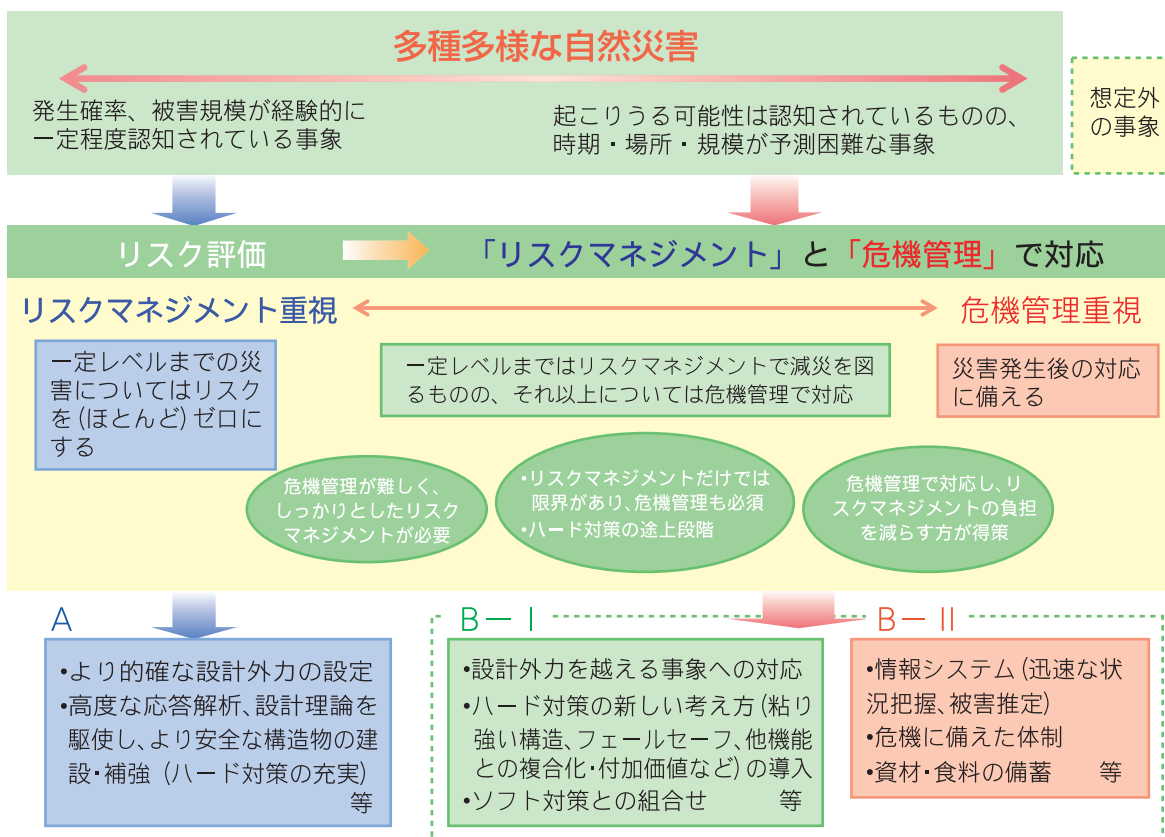 多種多様な自然災害
発生確率、被害規模が経験的に
一定程度認知されている事象
起こりうる可能性は認知されているものの、
時期・場所・規模が予測困難な事象
想定外
の事象
リスク評価
「リスクマネジメント」と「危機管理」で対応
リスクマネジメント重視
危機管理重視
一定レベルまでの災
害についてはリスク
を(ほとんど)ゼロに
する
一定レベルまではリスクマネジメントで減災を図
るものの、それ以上については危機管理で対応
災害発生後の対応
に備える
危機管理が難しく、
しっかりとしたリスク
マネジメントが必要
・リスクマネジメントだけでは
限界があり、危機管理も必須
・ハード対策の途上段階
危機管理で対応し、リ
スクマネジメントの負担
を減らす方が得策
A
・より的確な設計外力の設定
・高度な応答解析、設計理論を
駆使し、より安全な構造物の建
設・補強（ハード対策の充実）
等
B－Ⅰ
・設計外力を越える事象への対応
・ハード対策の新しい考え方（粘り
強い構造、フェールセーフ、他機能
との複合化・付加価値など）の導入
・ソフト対策との組合せ　　等
B－Ⅱ
・情報システム（迅速な状
況把握、被害推定）
・危機に備えた体制
・資材・食料の備蓄　　等